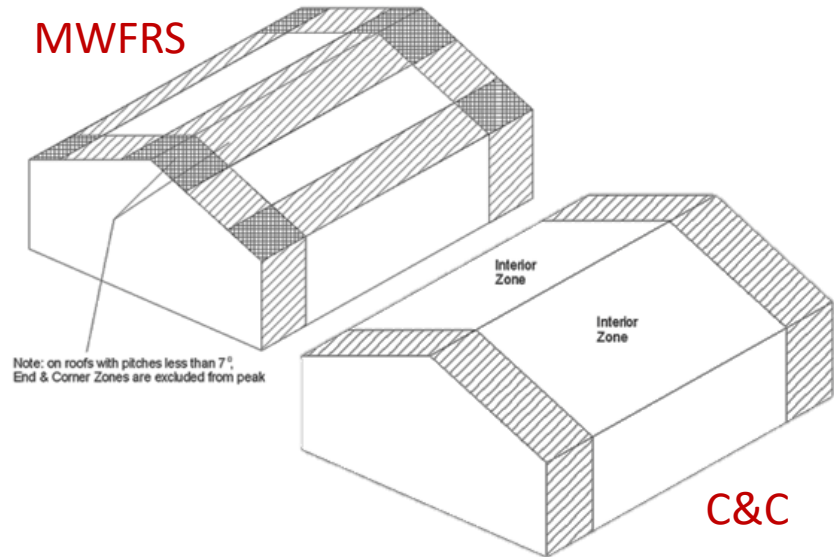 MWFRS
Interior
Zone
Interior
Zone
Note: on roofs with pitches less than 7°,
End & Corner Zones are excluded from peak
C&C